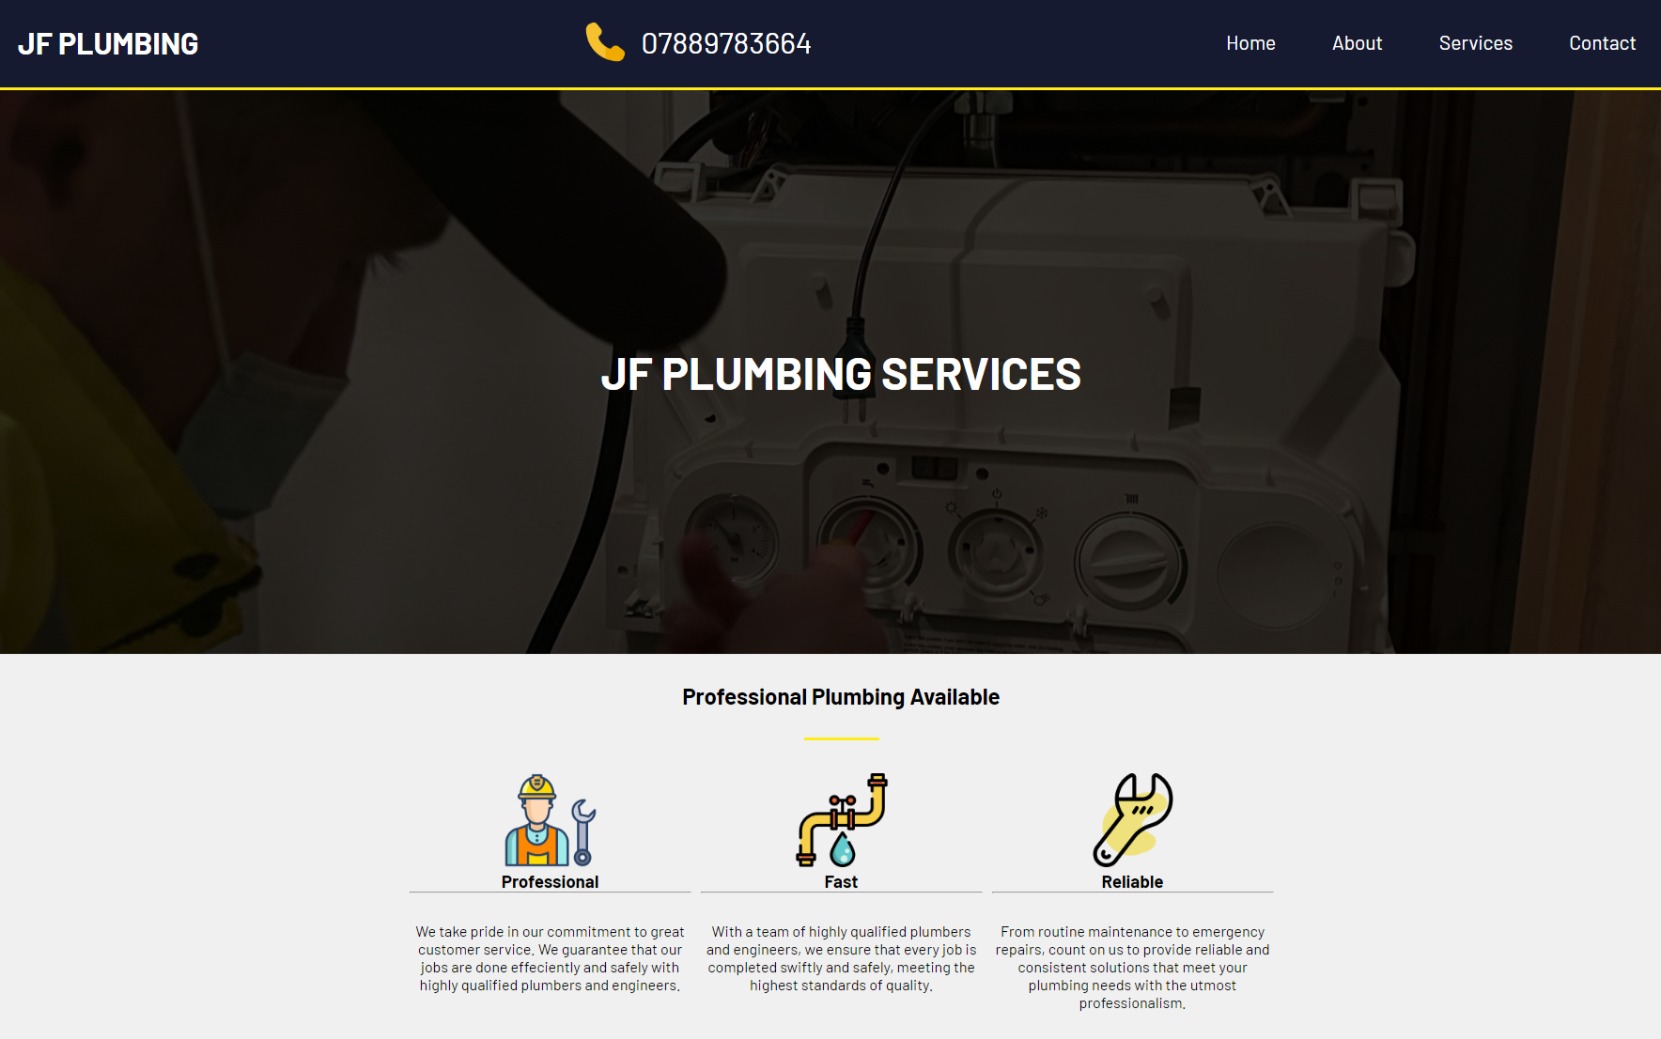 JF PLUMBING
07889783664
Home
About
Services
Contact
JF PLUMBING SERVICES
Professional Plumbing Available
Professional
Fast
Reliable
We take pride in our commitment to great
customer service. We guarantee that our
jobs are done effeciently and safely with
highly qualified plumbers and engineers.
With a team of highly qualified plumbers
and engineers, we ensure that every job is
completed swiftly and safely, meeting the
highest standards of quality.
From routine maintenance to emergency
repairs, count on us to provide reliable and
consistent solutions that meet your
plumbing needs with the utmost
professionalism.